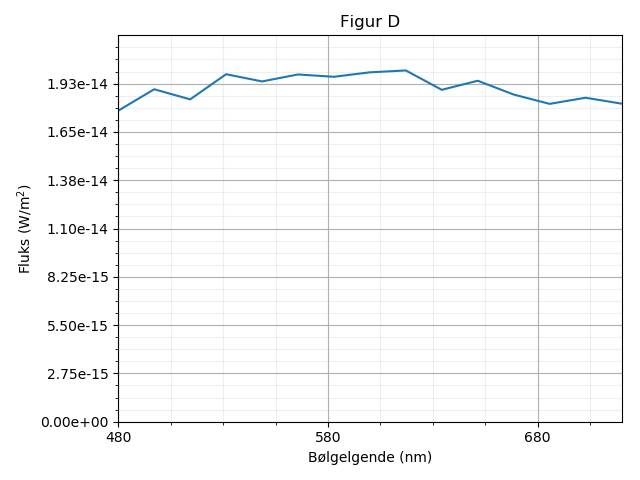 Figur D
Fluks (W/m²)
1.93e-14
1.65e-14
1.38e-14
1.10e-14
8.25e-15
5.50e-15
2.75e-15
0.00e+00
480 580 680
Bølgelgende (nm)